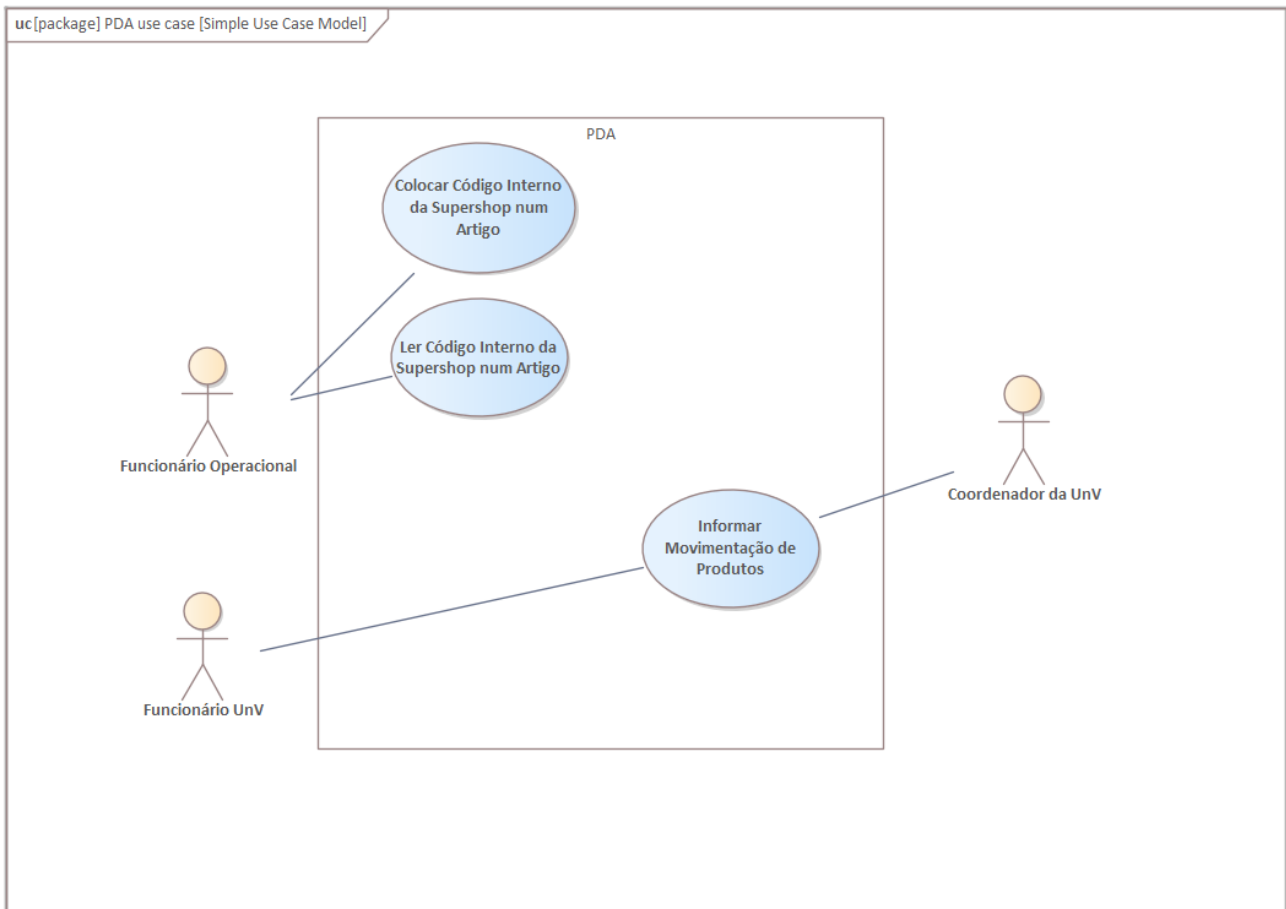 uc [package] PDA use case [Simple Use Case Model]
PDA
Colocar Código Interno
da Supershop num
Artigo
Ler Código Interno da
Supershop num Artigo
Funcionário Operacional
Coordenador da UnV
Informar
Movimentação de
Produtos
Funcionário UnV